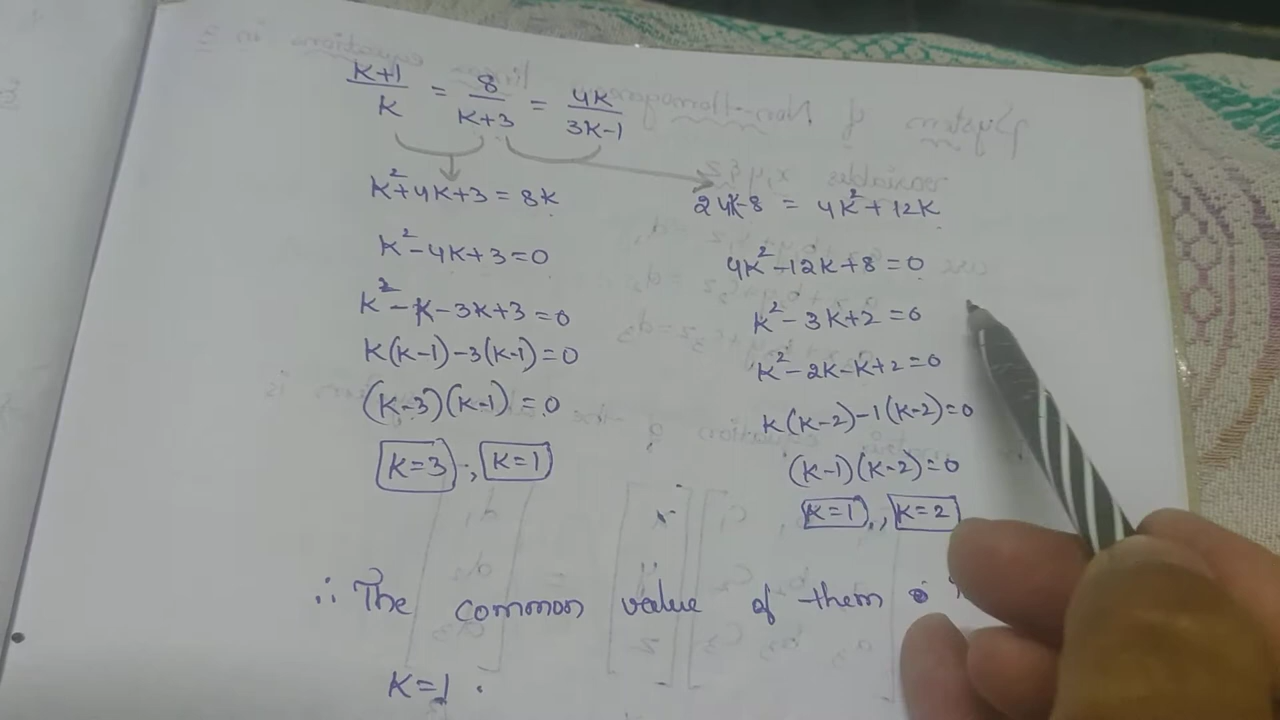 K+1/K = 8/K+3 = 4K/3K-1
K²+4K+3 = 8K
K²-4K+3=0
K²-K-3K+3=0
K(K-1)-3(K-1)=0
(K-3)(K-1)=0
K=3, K=1
24K-8 = 4K²+12K
4K²-12K+8=0
K²-3K+2=0
K²-2K-K+2=0
K(K-2)-1(K-2)=0
(K-1)(K-2)=0
K=1, K=2
∴ The common value of them
K=1.